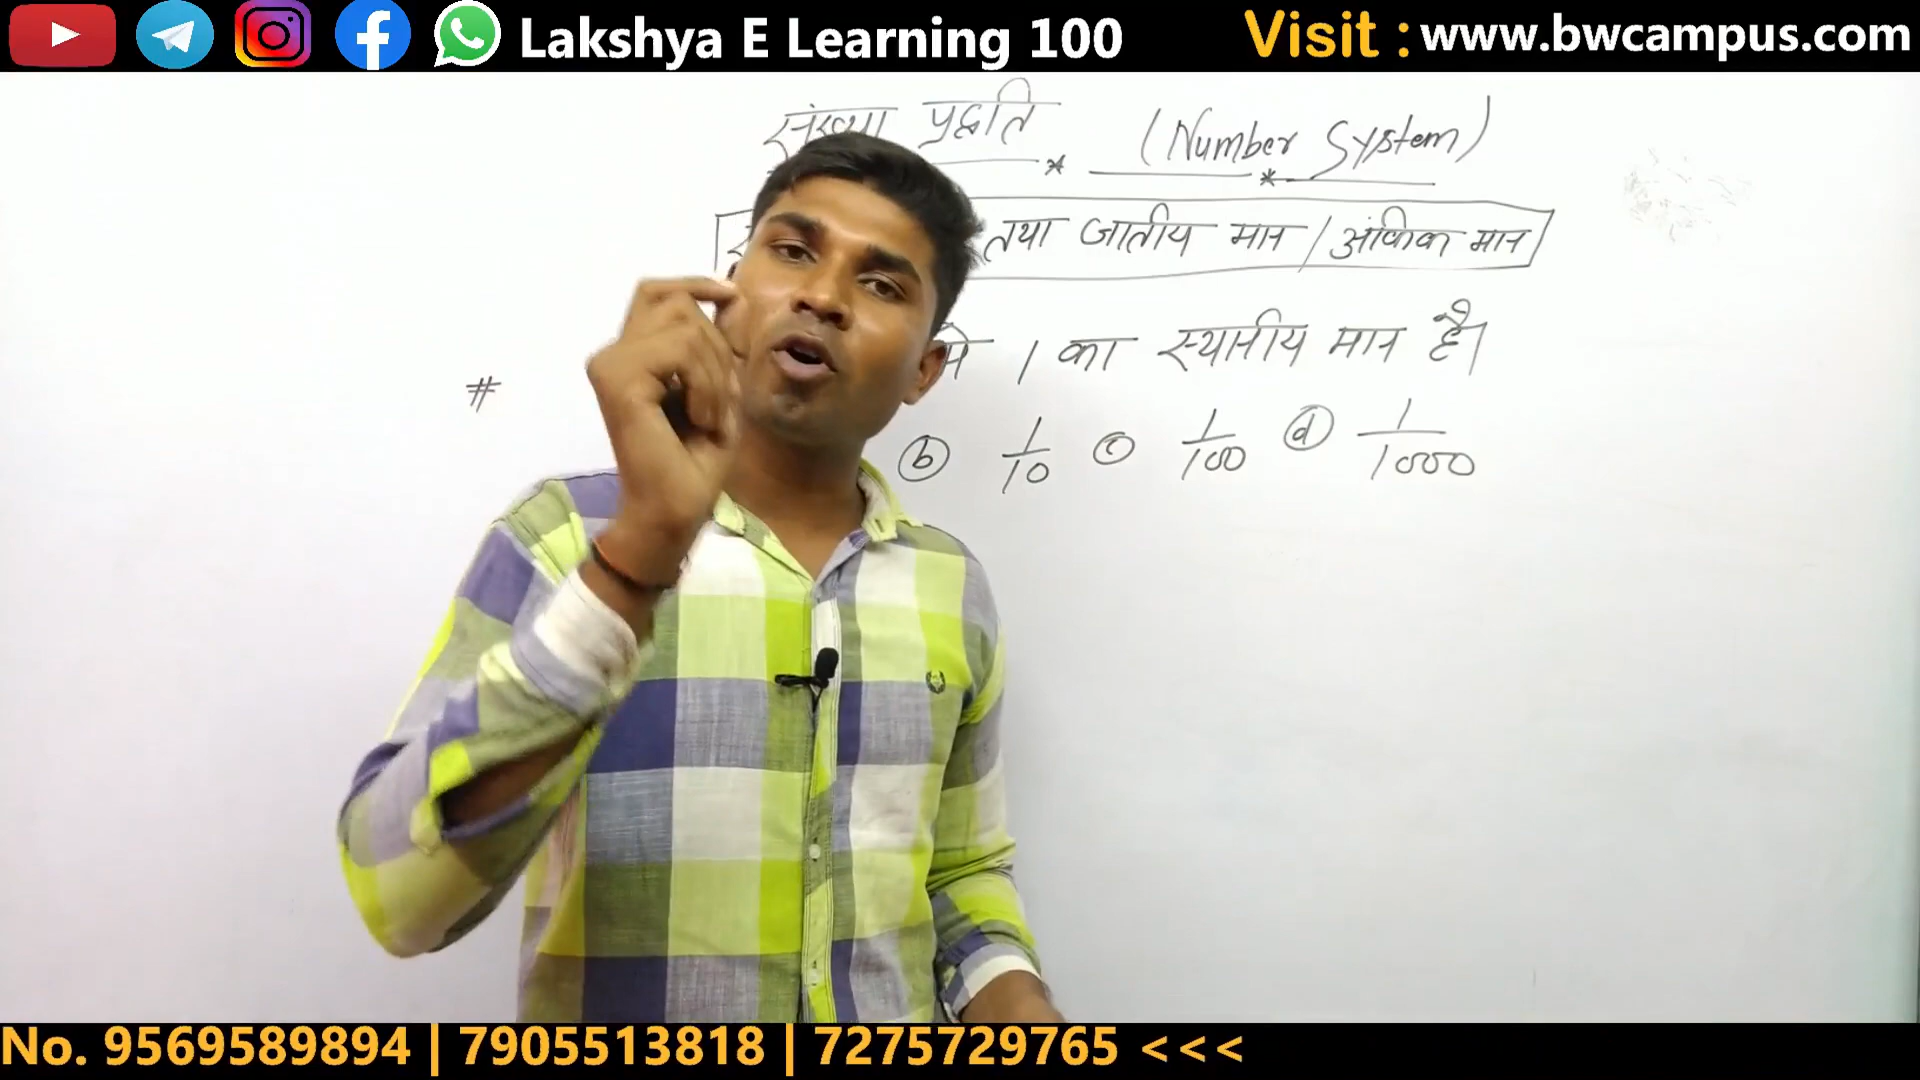 Lakshya E Learning 100 Visit : www.bwcampus.com
संख्या पद्धति (Number System)
तथा जातीय मान / आंकिक मान
# मे 1 का स्थानीय मान है।
b 1/10 c 1/100 d 1/1000
No. 9569589894 | 7905513818 | 7275729765 <<<